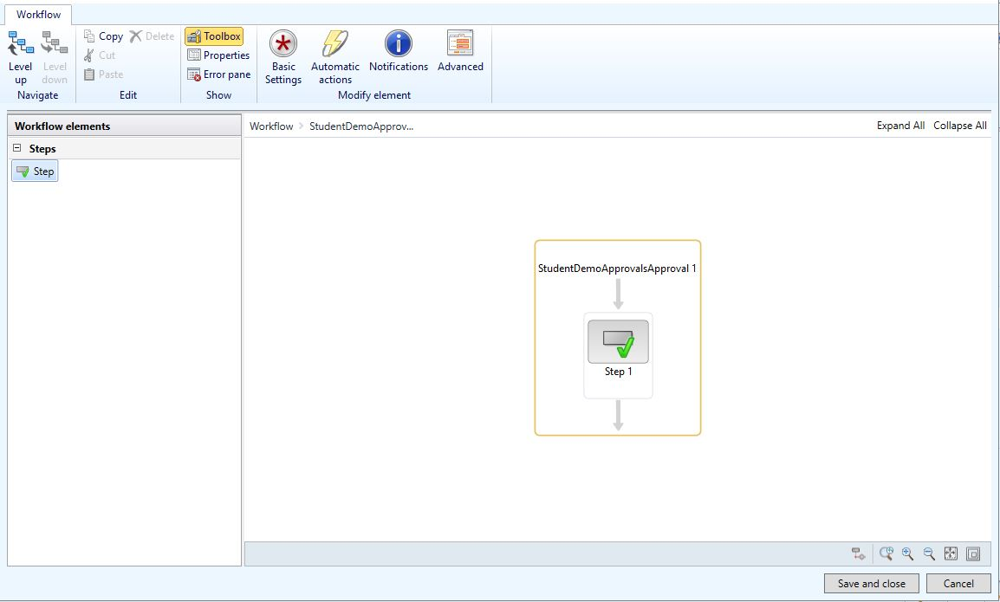 Workflow
Level up
Level down
Navigate
Copy
Delete
Cut
Paste
Edit
Toolbox
Properties
Error pane
Show
Basic Settings
Automatic actions
Notifications
Advanced
Modify element
Workflow elements
Steps
Step
Workflow > StudentDemoApprov...
Expand All
Collapse All
StudentDemoApprovalsApproval 1
Step 1
Save and close
Cancel